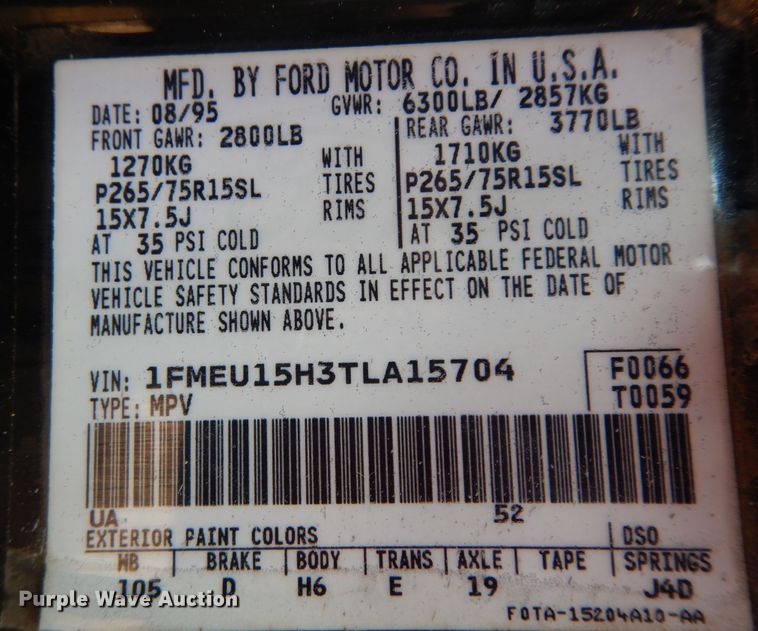 MFD. BY FORD MOTOR CO. IN U.S.A.
DATE: 08/95 GVWR: 6300LB/ 2857KG
FRONT GAWR: 2800LB REAR GAWR: 3770LB
1270KG WITH 1710KG WITH
P265/75R15SL TIRES P265/75R15SL TIRES
15X7.5J RIMS 15X7.5J RIMS
AT 35 PSI COLD AT 35 PSI COLD
THIS VEHICLE CONFORMS TO ALL APPLICABLE FEDERAL MOTOR
VEHICLE SAFETY STANDARDS IN EFFECT ON THE DATE OF
MANUFACTURE SHOWN ABOVE.
VIN: 1FMEU15H3TLA15704 F0066
TYPE: MPV T0059
UA 52
EXTERIOR PAINT COLORS DSO
WB BRAKE BODY TRANS AXLE TAPE SPRINGS
105 D H6 E 19 J4D
F0TA-15204A10-AA
Purple Wave Auction